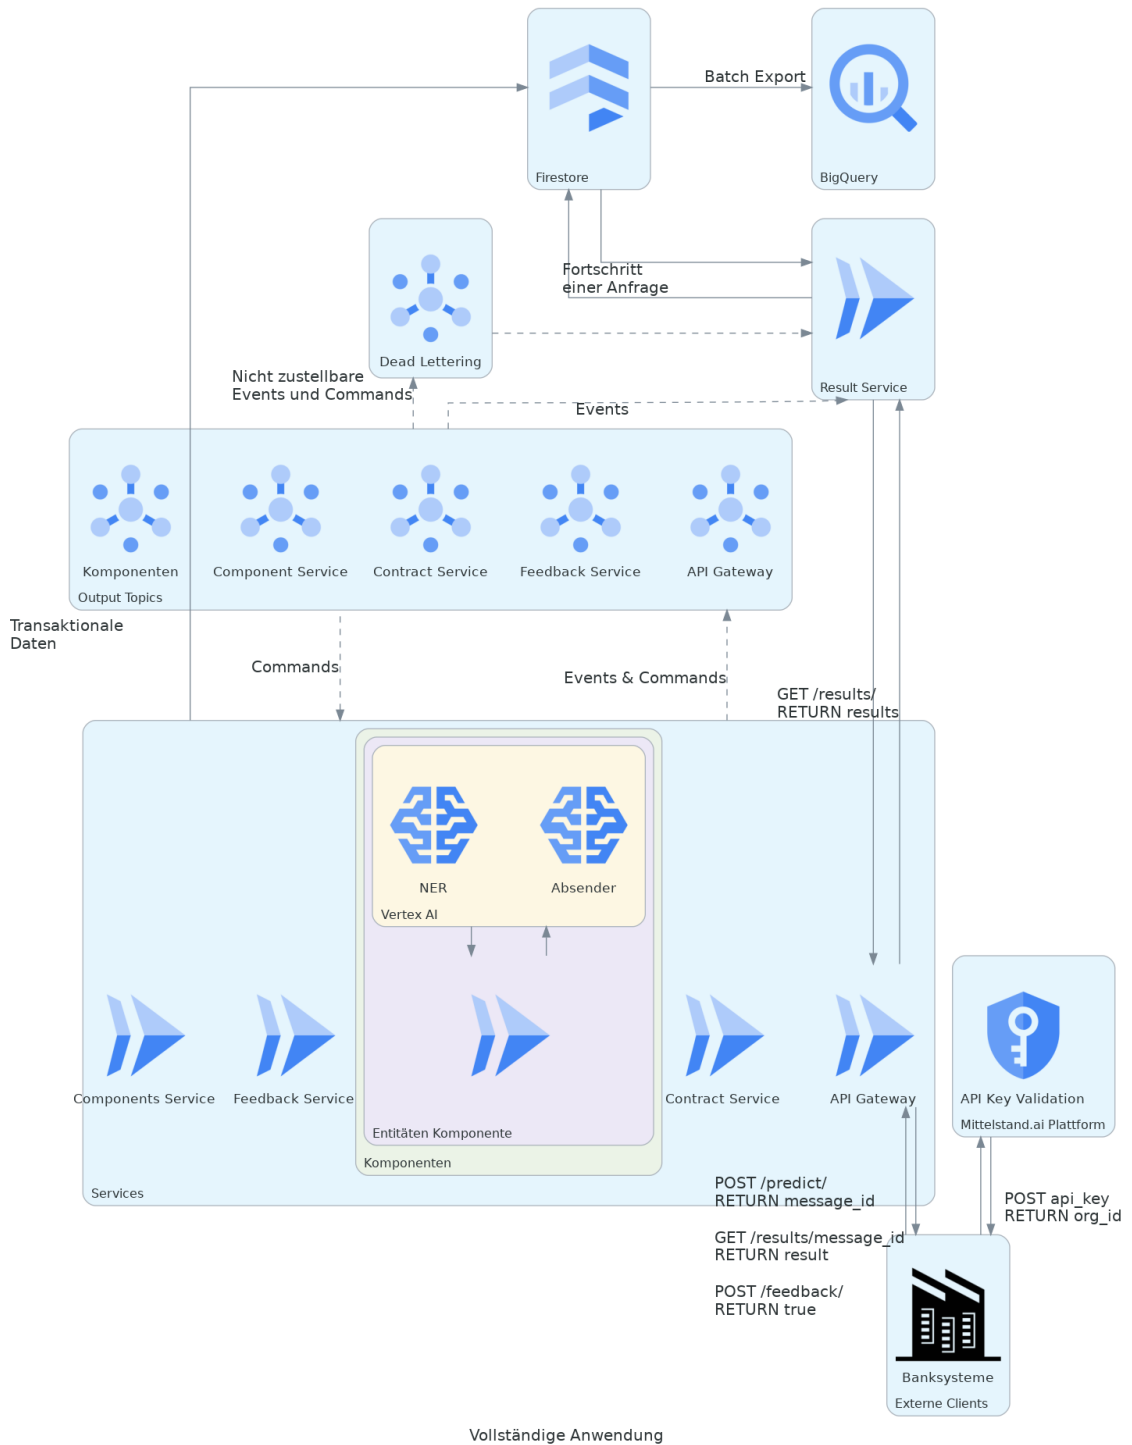 Batch Export
Firestore
BigQuery
Fortschritt
einer Anfrage
Dead Lettering
Result Service
Nicht zustellbare
Events und Commands
Events
Komponenten
Component Service
Contract Service
Feedback Service
API Gateway
Output Topics
Transaktionale
Daten
Commands
Events & Commands
GET /results/
RETURN results
NER
Absender
Vertex AI
Components Service
Feedback Service
Contract Service
API Gateway
API Key Validation
Mittelstand.ai Plattform
Entitäten Komponente
Komponenten
Services
POST /predict/
RETURN message_id
GET /results/message_id
RETURN result
POST /feedback/
RETURN true
POST api_key
RETURN org_id
Banksysteme
Externe Clients
Vollständige Anwendung